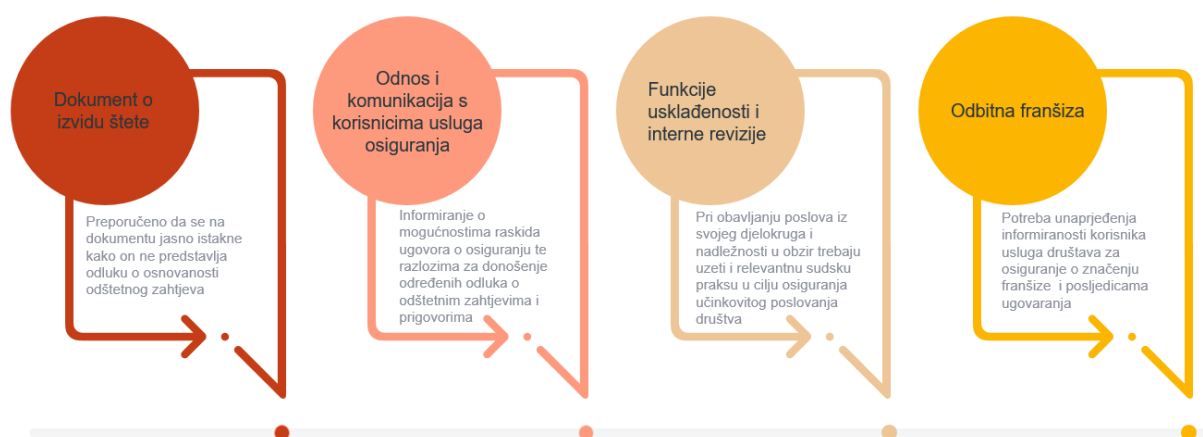 Dokument o
izvidu štete
Preporučeno da se na
dokumentu jasno istakne
kako on ne predstavlja
odluku o osnovanosti
odštetnog zahtjeva
Odnos i
komunikacija s
korisnicima usluga
osiguranja
Informiranje o
mogućnostima raskida
ugovora o osiguranju te
razlozima za donošenje
određenih odluka o
odštetnim zahtjevima i
prigovorima
Funkcije
usklađenosti i
interne revizije
Pri obavljanju poslova iz
svojeg djelokruga i
nadležnosti u obzir trebaju
uzeti i relevantnu sudsku
praksu u cilju osiguranja
učinkovitog poslovanja
društva
Odbitna franšiza
Potreba unaprjeđenja
informiranosti korisnika
usluga društava za
osiguranje o značenju
franšize i posljedicama
ugovaranja